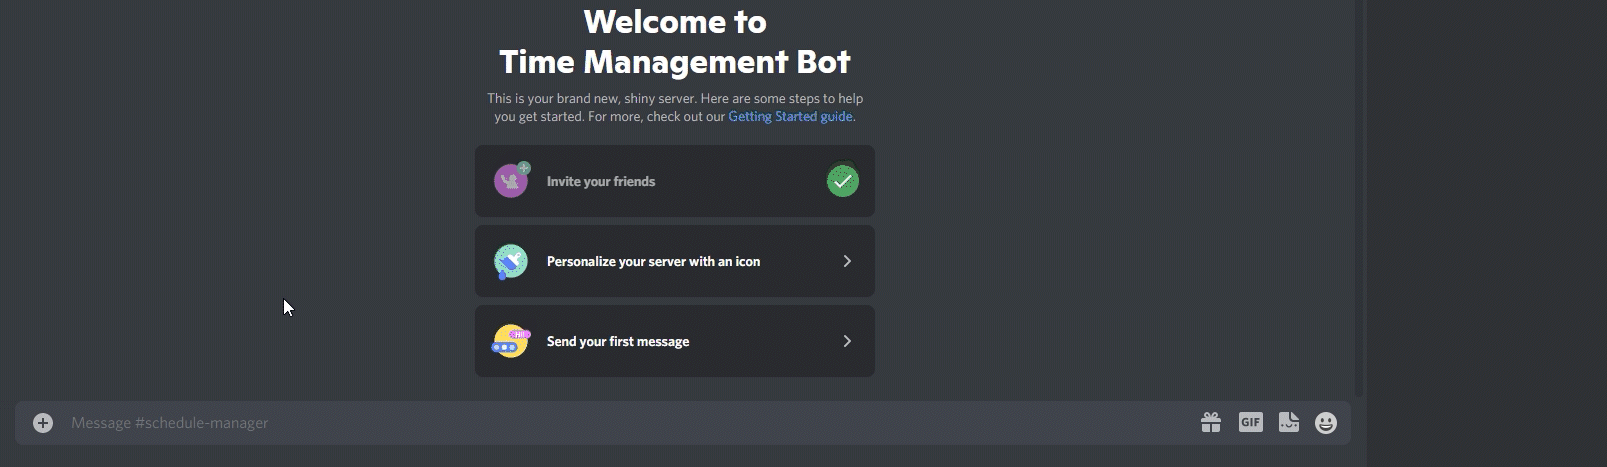 Welcome to
Time Management Bot
This is your brand new, shiny server. Here are some steps to help
you get started. For more, check out our Getting Started guide.
Invite your friends
Personalize your server with an icon
Hi!
Send your first message
Message #schedule-manager
GIF